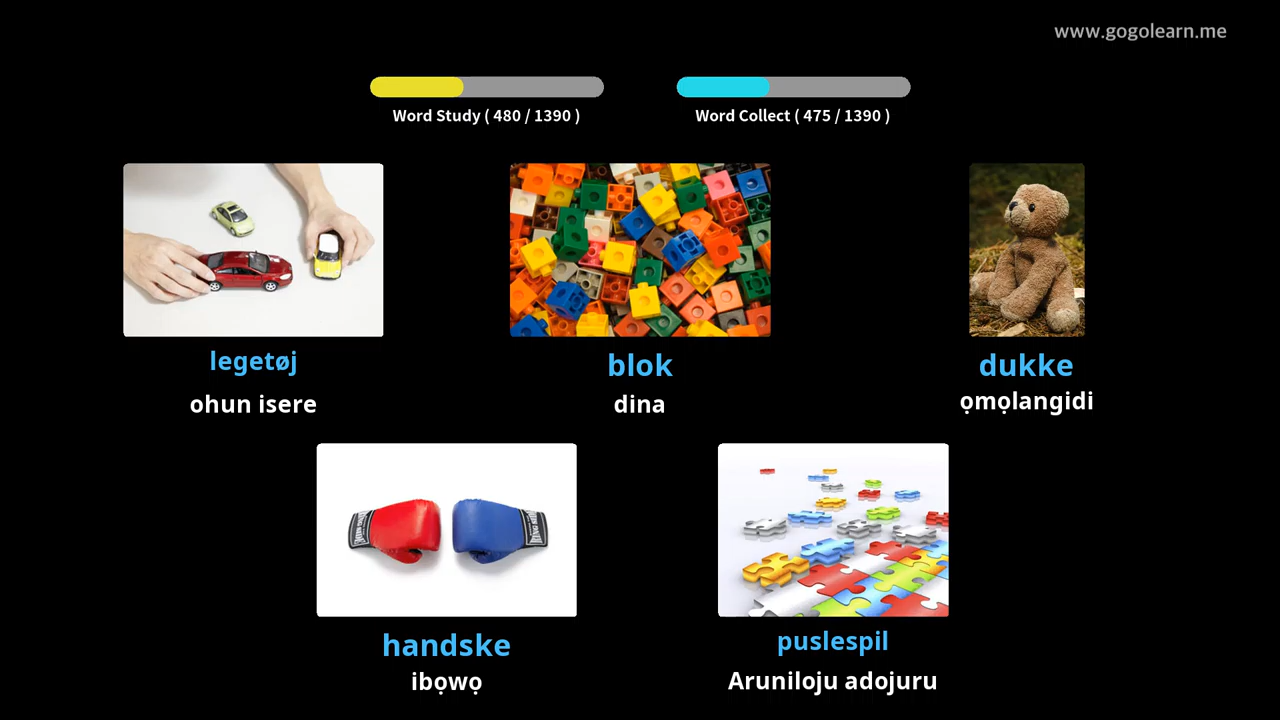 www.gogolearn.me
Word Study ( 480 / 1390 )
Word Collect ( 475 / 1390 )
legetøj
blok
dukke
ohun isere
dina
ọmọlangidi
handske
puslespil
ibọwọ
Aruniloju adojuru